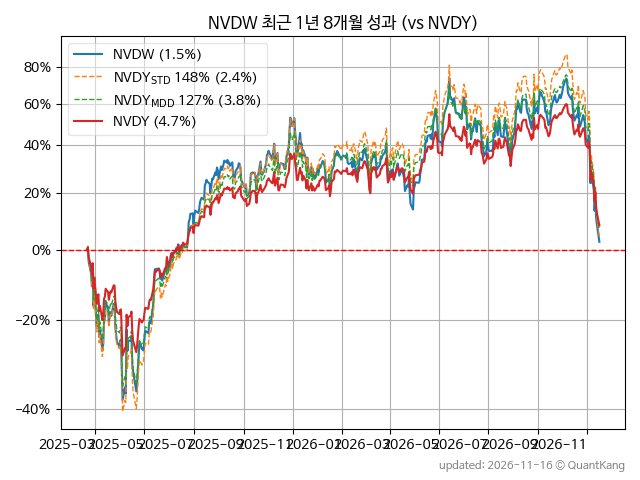 NVDW 최근 1년 8개월 성과 (vs NVDY)
NVDW (1.5%)
NVDYSTD 148% (2.4%)
NVDYMDD 127% (3.8%)
NVDY (4.7%)
80%
60%
40%
20%
0%
−20%
−40%
2025-03 2025-05 2025-07 2025-09 2025-11 2026-01 2026-03 2026-05 2026-07 2026-09 2026-11
updated: 2026-11-16 © QuantKang